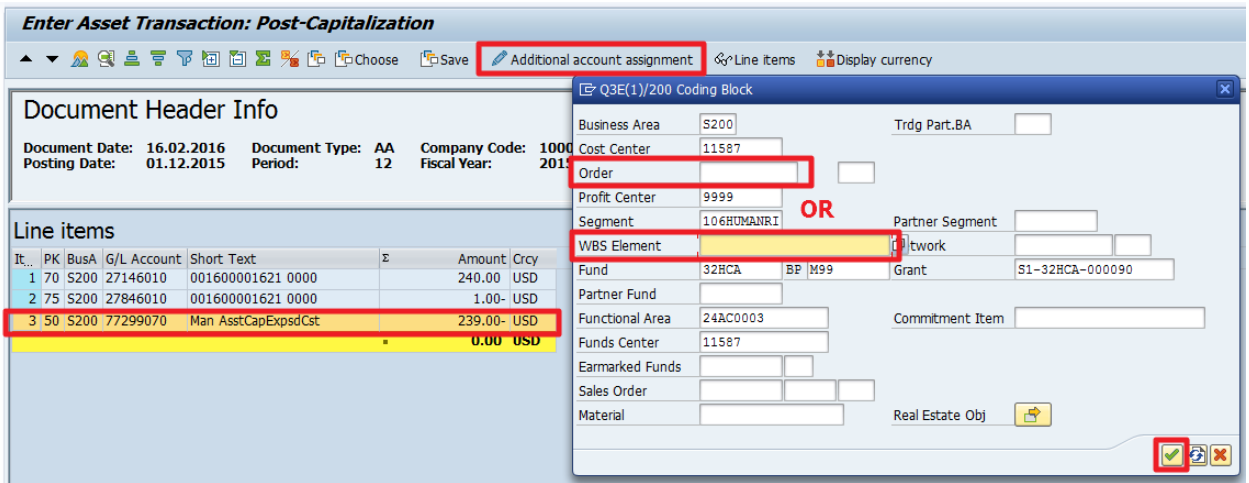 Enter Asset Transaction: Post-Capitalization
Choose Save Additional account assignment Line items Display currency
Document Header Info
Document Date: 16.02.2016 Document Type: AA Company Code: 1000
Posting Date: 01.12.2015 Period: 12 Fiscal Year: 2015
Line items
It.. PK BusA G/L Account Short Text Σ Amount Crcy
1 70 S200 27146010 001600001621 0000 240.00 USD
2 75 S200 27846010 001600001621 0000 1.00- USD
3 50 S200 77299070 Man AsstCapExpsdCst 239.00- USD
0.00 USD
Q3E(1)/200 Coding Block
Business Area S200 Trdg Part.BA
Cost Center 11587
Order
Profit Center 9999
OR
Segment 106HUMANRI Partner Segment
WBS Element twork
Fund 32HCA BP M99 Grant S1-32HCA-000090
Partner Fund
Functional Area 24AC0003 Commitment Item
Funds Center 11587
Earmarked Funds
Sales Order
Material Real Estate Obj